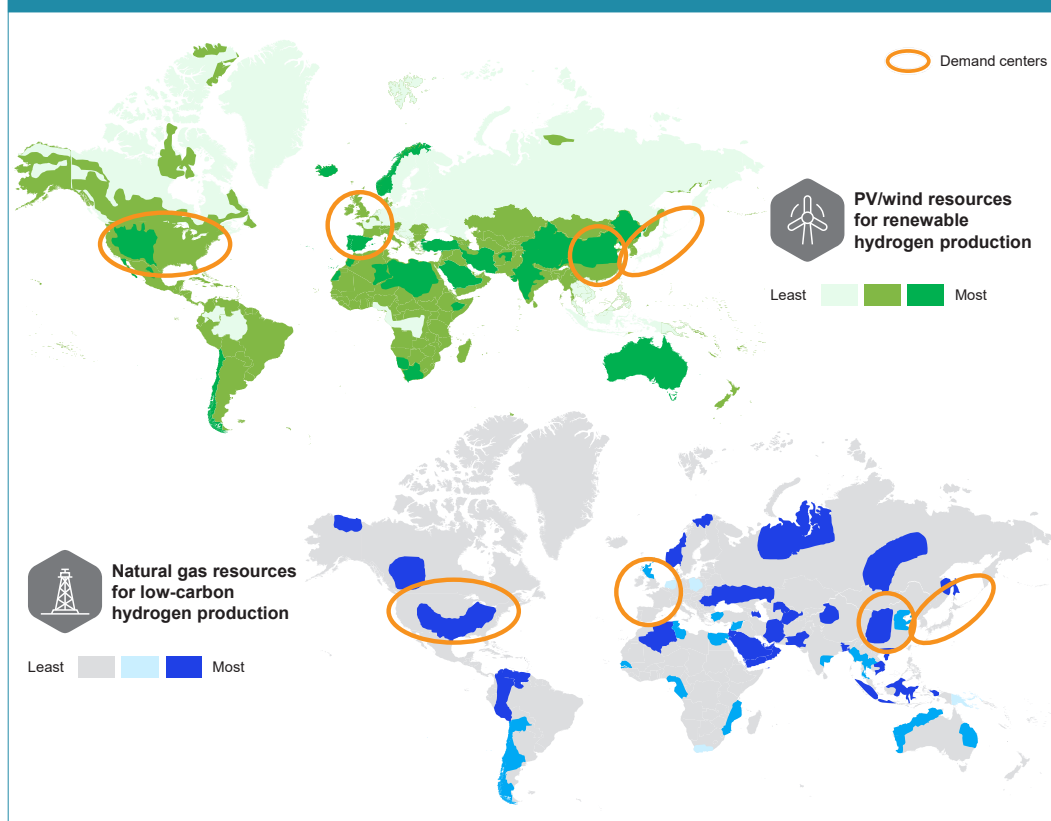 Demand centers
PV/wind resources
for renewable
hydrogen production
Least
Most
Natural gas resources
for low-carbon
hydrogen production
Least
Most